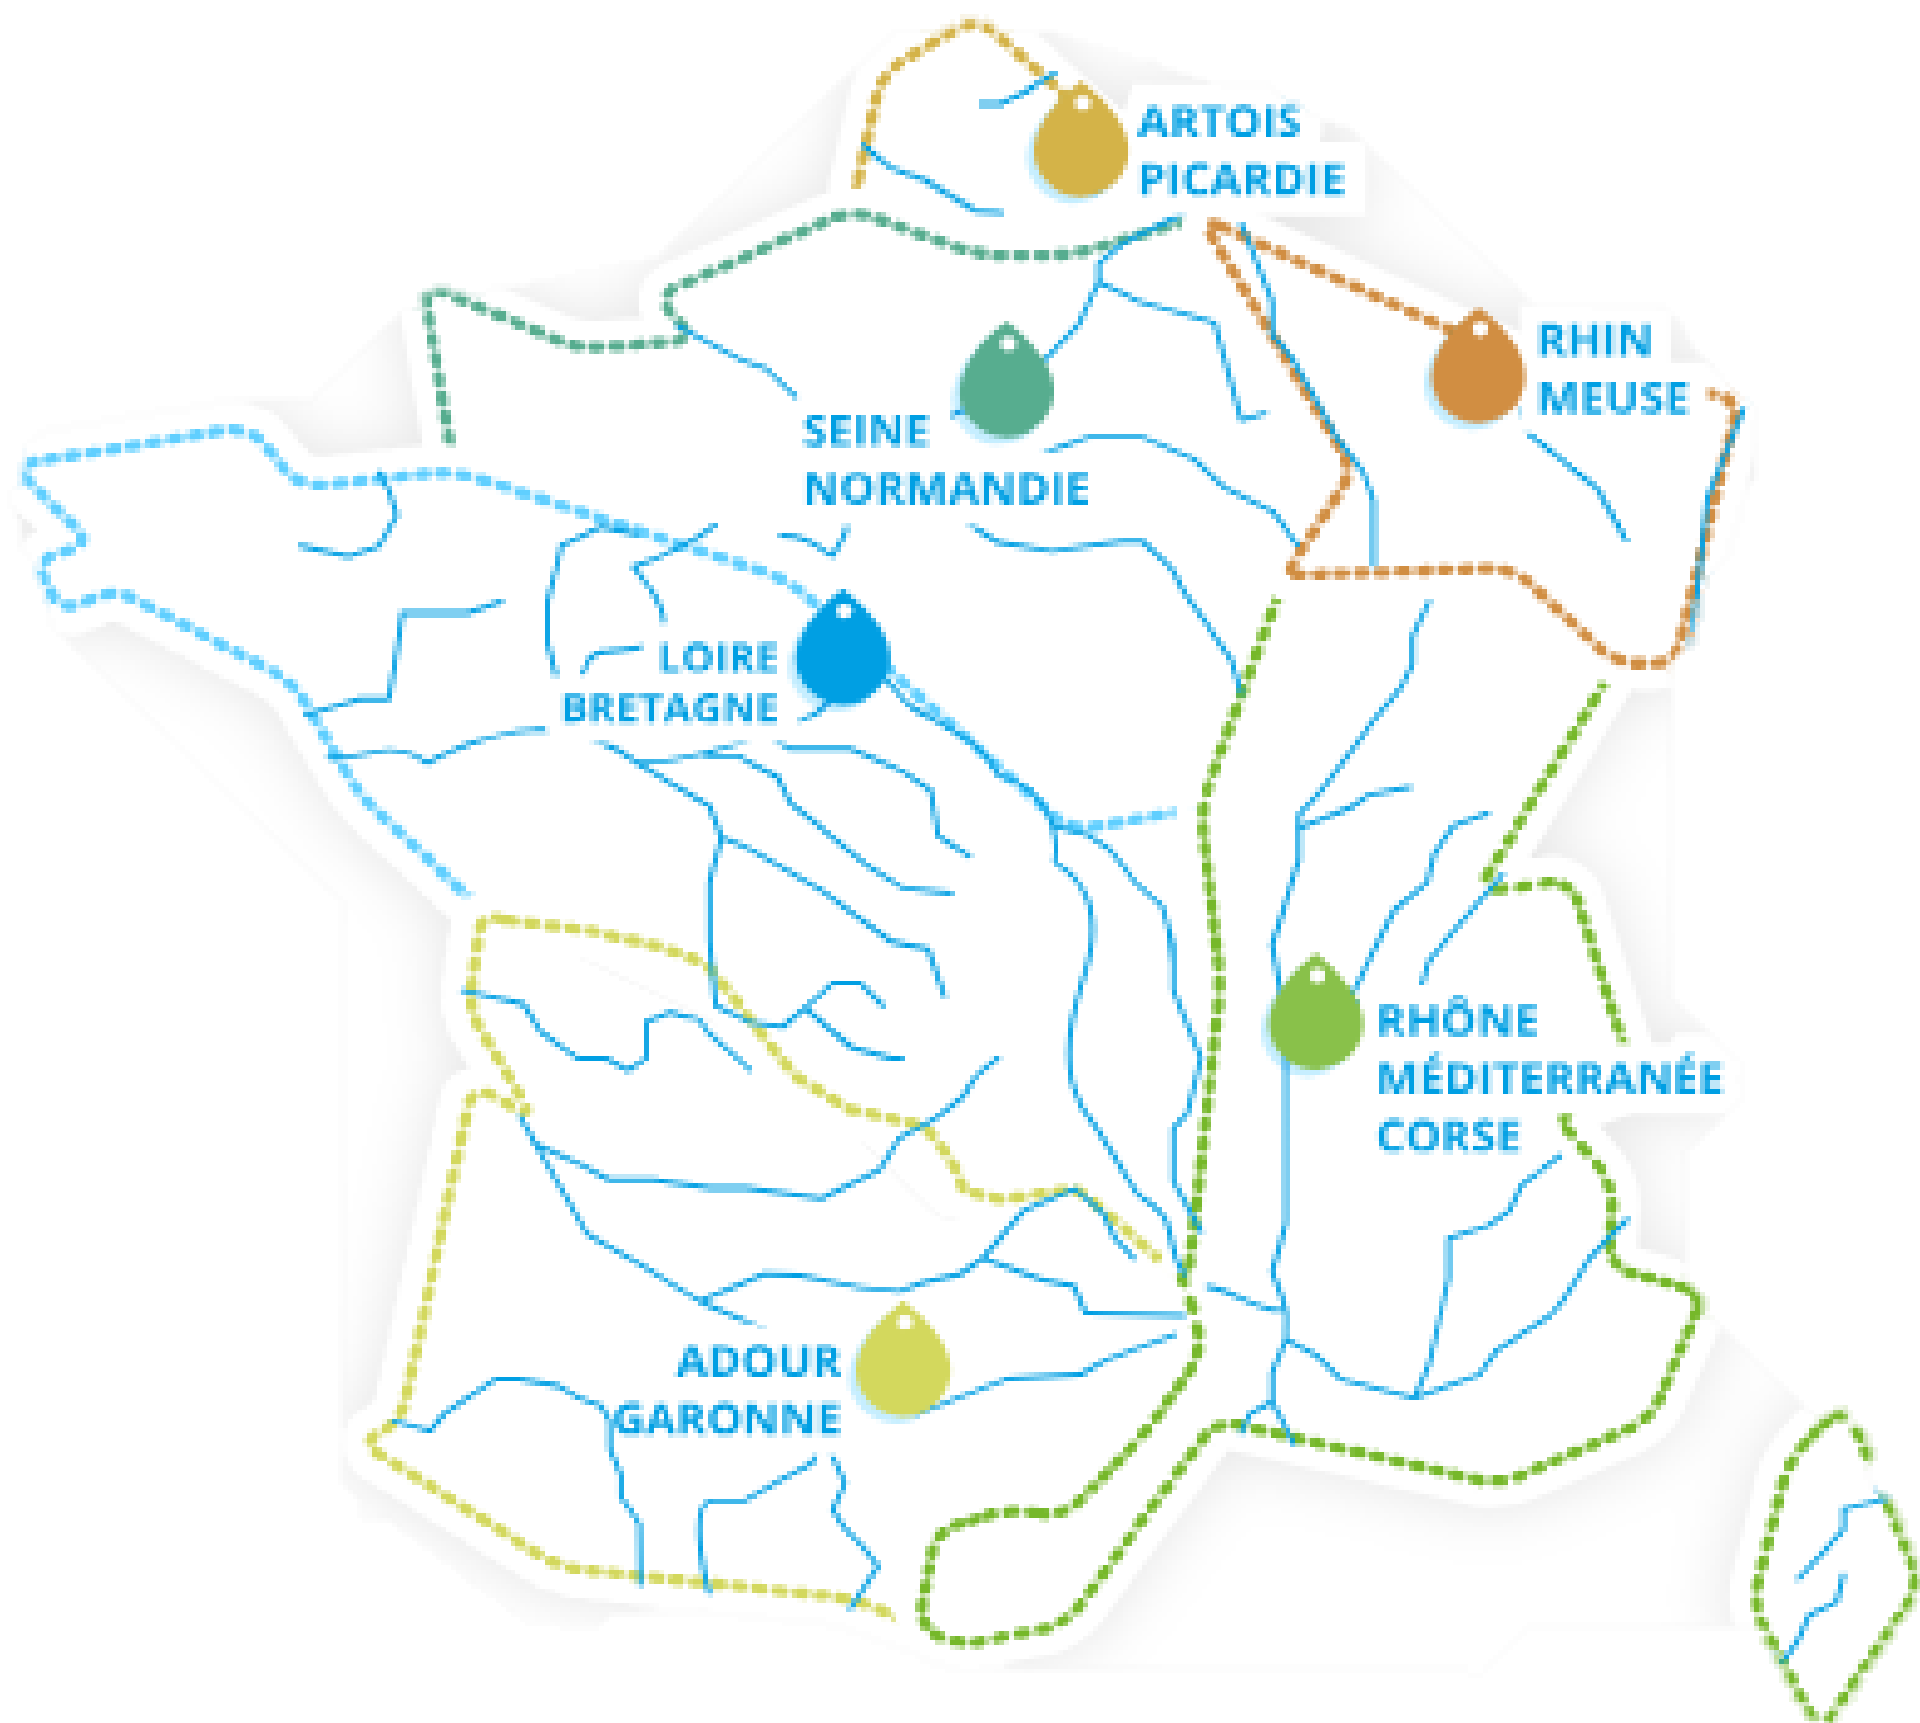 ARTOIS
PICARDIE
RHIN
MEUSE
SEINE
NORMANDIE
LOIRE
BRETAGNE
RHÔNE
MÉDITERRANÉE
CORSE
ADOUR
GARONNE